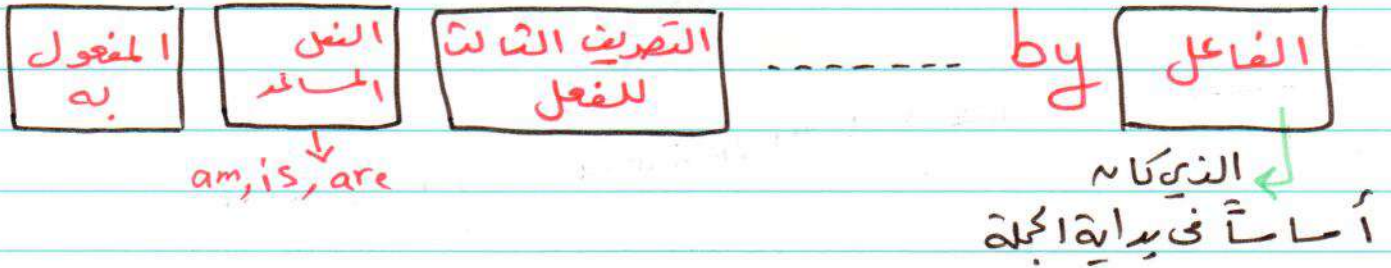 المفعول به
الفعل المساعد
التصريف الثالث للفعل
------- by
الفاعل
am, is, are
الذي كان
أساساً في بداية الجملة